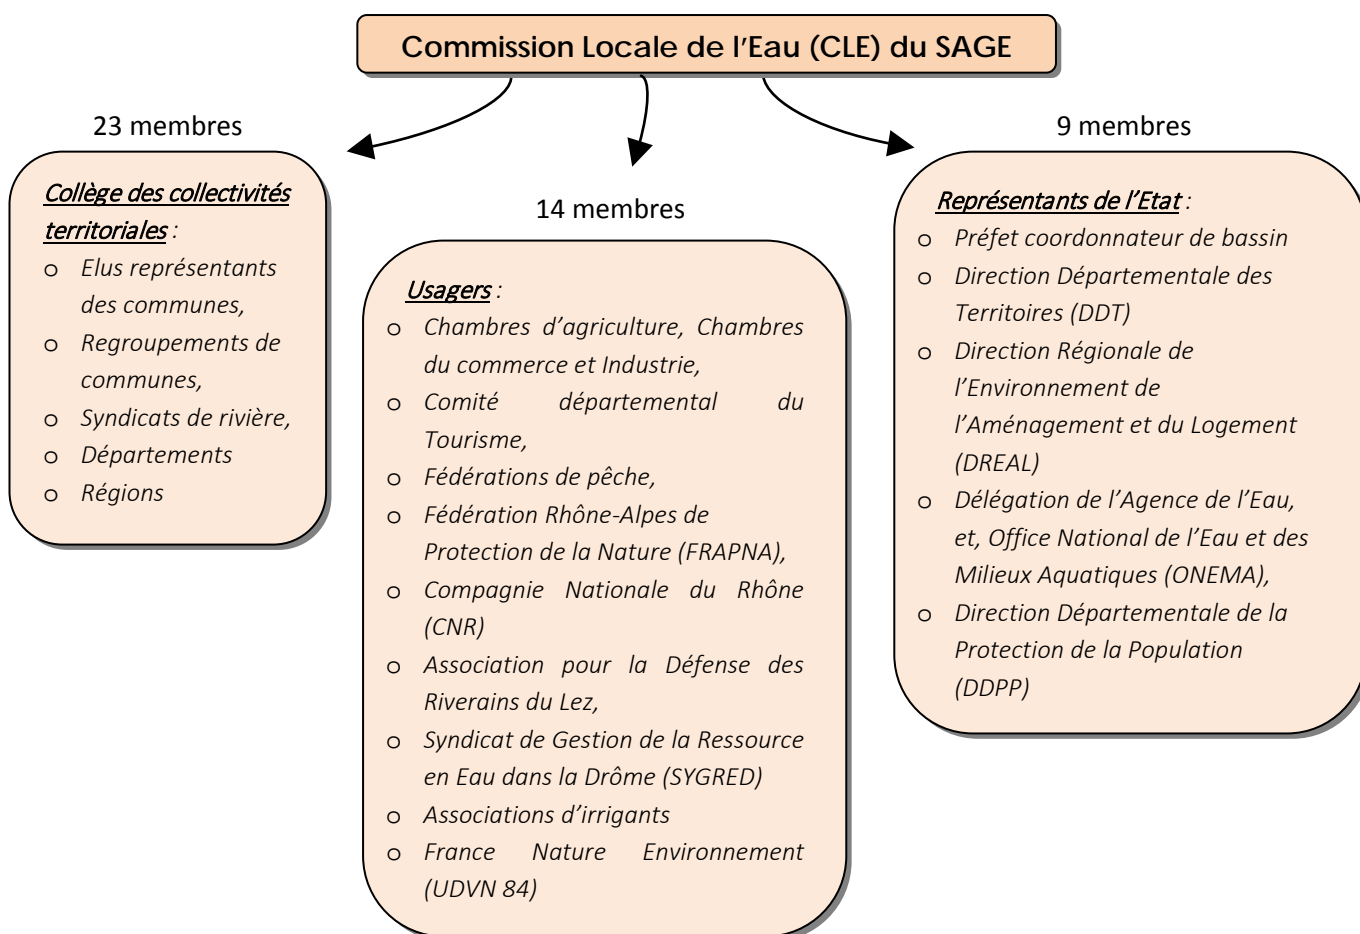 Commission Locale de l'Eau (CLE) du SAGE
23 membres
Collège des collectivités
territoriales :
o Elus représentants
des communes,
o Regroupements de
communes,
o Syndicats de rivière,
o Départements
o Régions
14 membres
Usagers :
o Chambres d'agriculture, Chambres
du commerce et Industrie,
o Comité départemental du
Tourisme,
o Fédérations de pêche,
o Fédération Rhône-Alpes de
Protection de la Nature (FRAPNA),
o Compagnie Nationale du Rhône
(CNR)
o Association pour la Défense des
Riverains du Lez,
o Syndicat de Gestion de la Ressource
en Eau dans la Drôme (SYGRED)
o Associations d'irrigants
o France Nature Environnement
(UDVN 84)
9 membres
Représentants de l'Etat :
o Préfet coordonnateur de bassin
o Direction Départementale des
Territoires (DDT)
o Direction Régionale de
l'Environnement de
l'Aménagement et du Logement
(DREAL)
o Délégation de l'Agence de l'Eau,
et, Office National de l'Eau et des
Milieux Aquatiques (ONEMA),
o Direction Départementale de la
Protection de la Population
(DDPP)